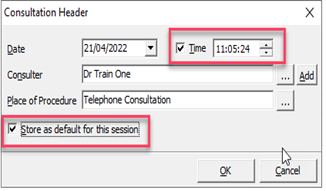 Consultation Header
Date 21/04/2022 Time 11:05:24
Consulter Dr Train One ... Add
Place of Procedure Telephone Consultation ...
Store as default for this session
OK Cancel